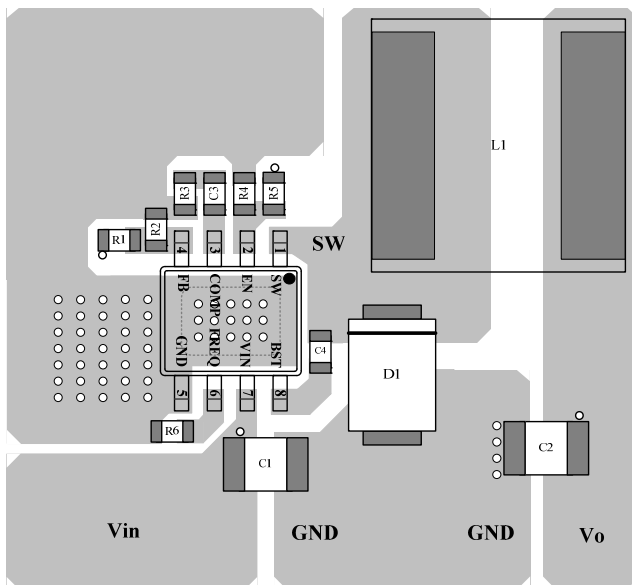 L1
R3
C3
R4
R5
R1
R2
SW
4
3
2
1
FB
COMP
EN
SW
GND
FREQ
VIN
BST
C4
D1
5
6
7
8
R6
C1
C2
Vin
GND
GND
Vo